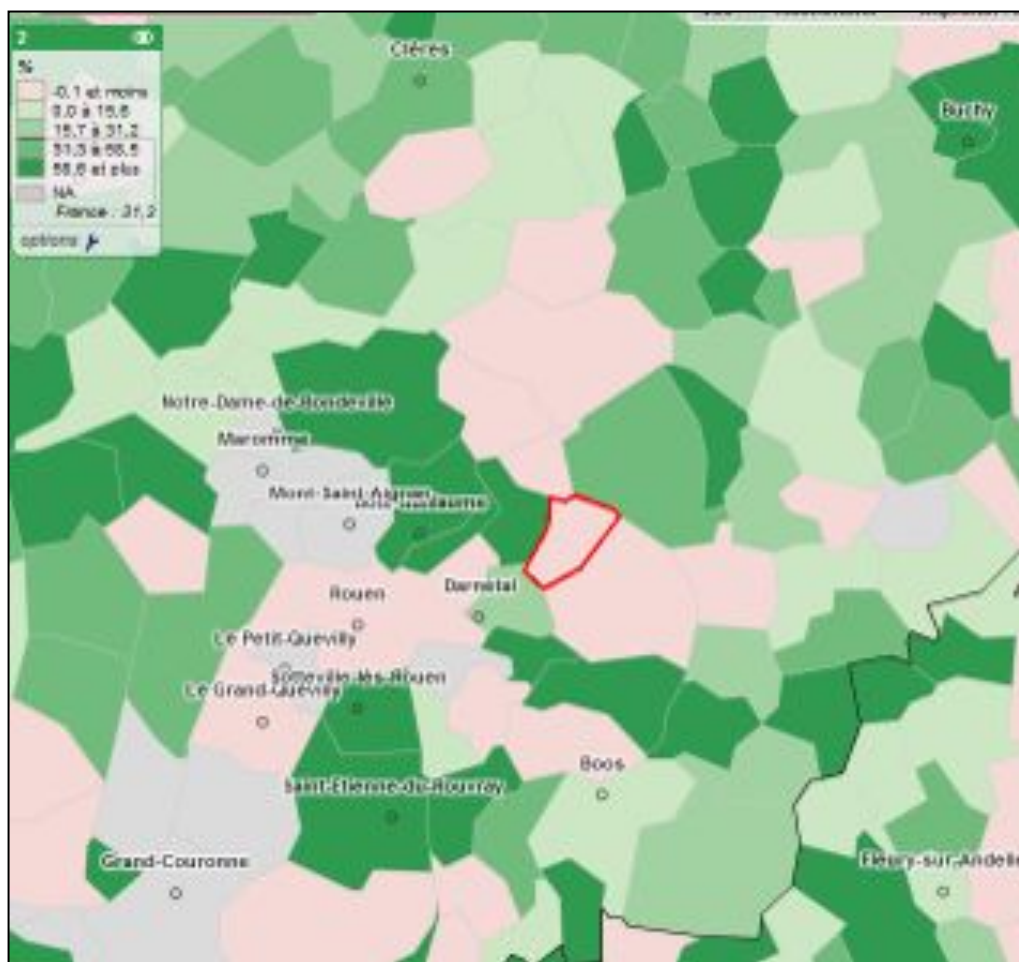 2
%
-0,1 et moins
0,0 à 15,6
15,7 à 31,2
31,3 à 58,5
58,6 et plus
NA
France : 31,2
options
Clères
Buchy
Notre-Dame-de-Bondeville
Maromme
Mont-Saint-Aignan
Rouen
Darnétal
Le Petit-Quevilly
Sotteville-lès-Rouen
Le Grand-Quevilly
Boos
Saint-Étienne-du-Rouvray
Grand-Couronne
Fleury-sur-Andelle